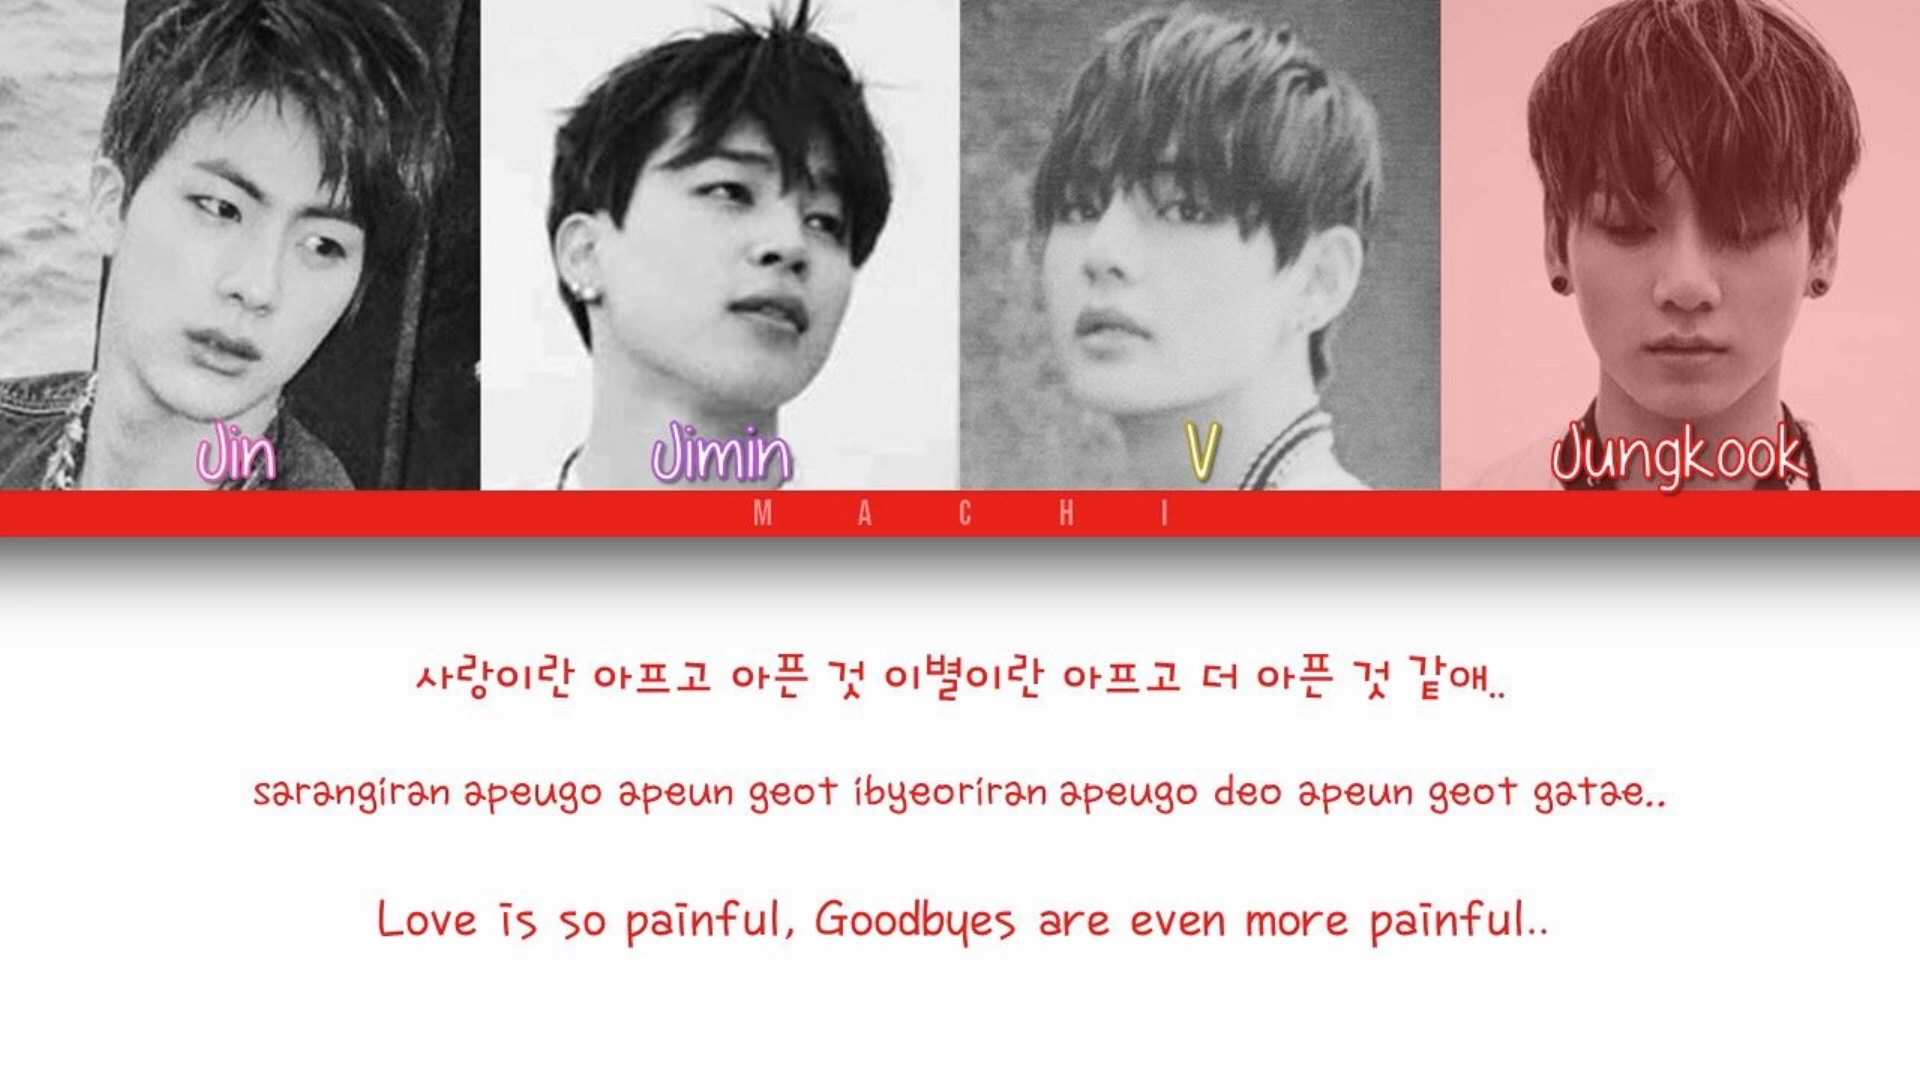 Jin Jimin V Jungkook
M A C H I
사랑이란 아프고 아픈 것 이별이란 아프고 더 아픈 것 같애..
sarangiran apeugo apeun geot ibyeoriran apeugo deo apeun geot gatae..
Love is so painful, Goodbyes are even more painful..